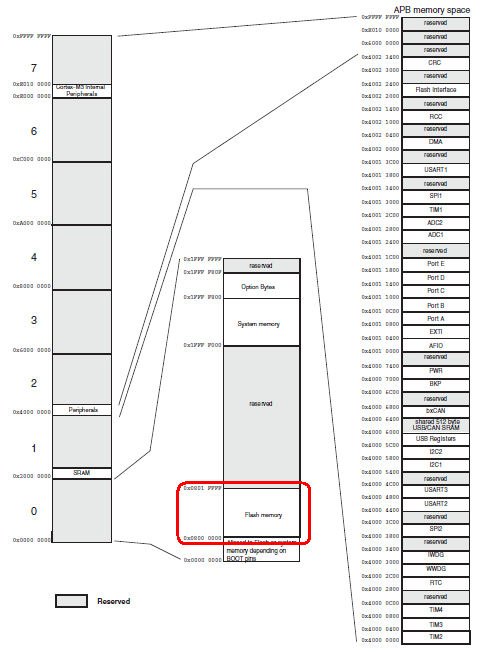 APB memory space
0xFFFF FFFF
reserved
0xE010 0000
reserved
0x6000 0000
reserved
0x4002 3400
CRC
0x4002 3000
reserved
0x4002 2400
Flash Interface
0x4002 2000
reserved
0x4002 1400
RCC
0x4002 1000
reserved
0x4002 0400
DMA
0x4002 0000
reserved
0x4001 3C00
USART1
0x4001 3800
reserved
0x4001 3400
SPI1
0x4001 3000
TIM1
0x4001 2C00
ADC2
0x4001 2800
ADC1
0x4001 2400
reserved
0x4001 1C00
Port E
0x4001 1800
Port D
0x4001 1400
Port C
0x4001 1000
Port B
0x4001 0C00
Port A
0x4001 0800
EXTI
0x4001 0400
AFIO
0x4001 0000
reserved
0x4000 7400
PWR
0x4000 7000
BKP
0x4000 6C00
reserved
0x4000 6800
bxCAN
0x4000 6400
shared 512 byte
USB/CAN SRAM
0x4000 6000
USB Registers
0x4000 5C00
I2C2
0x4000 5800
I2C1
0x4000 5400
reserved
0x4000 4C00
USART3
0x4000 4800
USART2
0x4000 4400
reserved
0x4000 3C00
SPI2
0x4000 3800
reserved
0x4000 3400
IWDG
0x4000 3000
WWDG
0x4000 2C00
RTC
0x4000 2800
reserved
0x4000 0C00
TIM4
0x4000 0800
TIM3
0x4000 0400
TIM2
0x4000 0000
0xFFFF FFFF
7
0xE010 0000
Cortex-M3 Internal
Peripherals
0xE000 0000
6
0xC000 0000
5
0xA000 0000
4
0x8000 0000
3
0x6000 0000
2
Peripherals
0x4000 0000
1
SRAM
0x2000 0000
0
0x0000 0000
0x1FFF FFFF
reserved
0x1FFF F80F
Option Bytes
0x1FFF F800
System memory
0x1FFF F000
reserved
0x0801 FFFF
Flash memory
0x0800 0000
Aliased to Flash or system
memory depending on
BOOT pins
0x0000 0000
Reserved